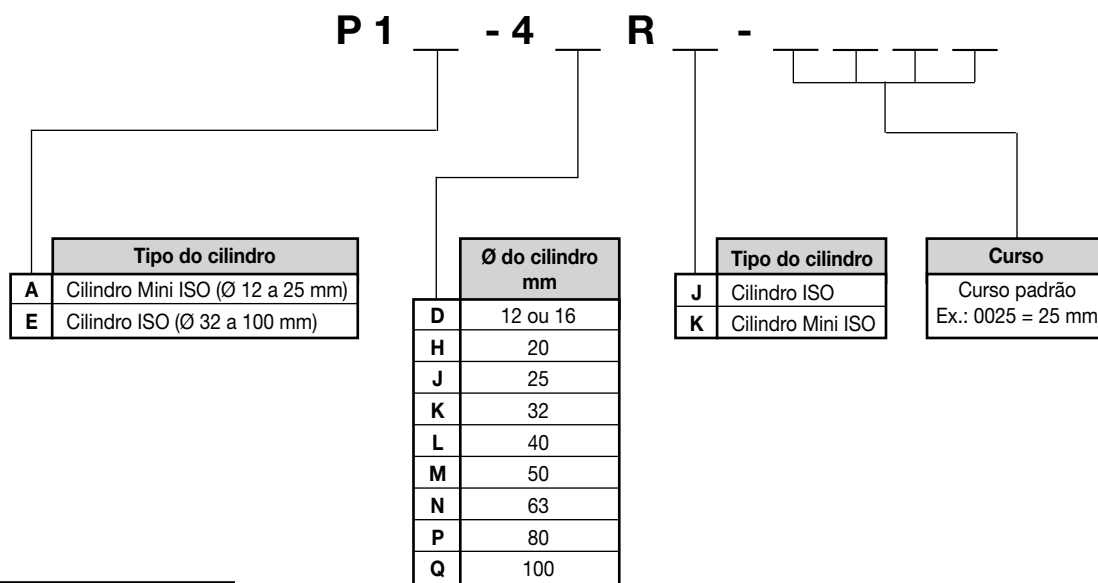 P 1 __ - 4 __ R __ - __ __ __ __
Tipo do cilindro
A Cilindro Mini ISO (Ø 12 a 25 mm)
E Cilindro ISO (Ø 32 a 100 mm)
Ø do cilindro
mm
D 12 ou 16
H 20
J 25
K 32
L 40
M 50
N 63
P 80
Q 100
Tipo do cilindro
J Cilindro ISO
K Cilindro Mini ISO
Curso
Curso padrão
Ex.: 0025 = 25 mm